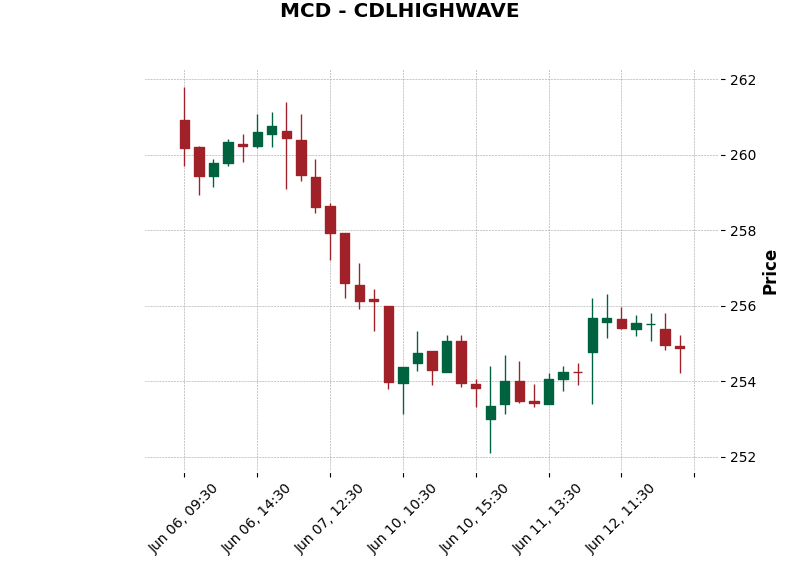 MCD - CDLHIGHWAVE
262
260
258
256
254
252
Price
Jun 06, 09:30
Jun 06, 14:30
Jun 07, 12:30
Jun 10, 10:30
Jun 10, 15:30
Jun 11, 13:30
Jun 12, 11:30